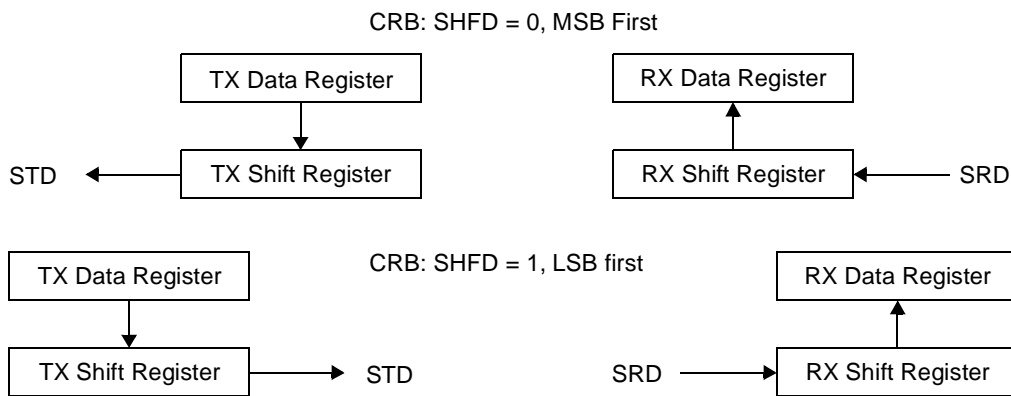 CRB: SHFD = 0, MSB First
TX Data Register
RX Data Register
STD
TX Shift Register
RX Shift Register
SRD
TX Data Register
CRB: SHFD = 1, LSB first
RX Data Register
TX Shift Register
STD
SRD
RX Shift Register